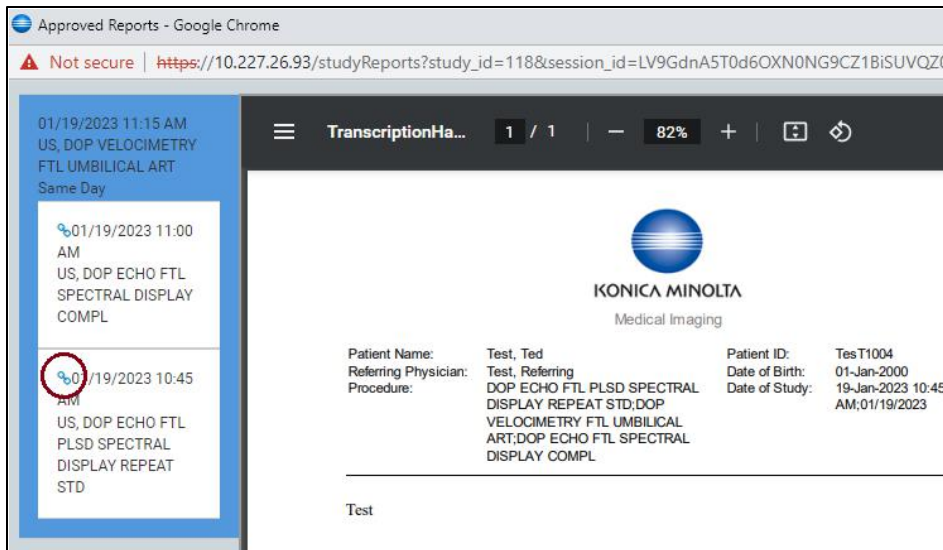 Approved Reports - Google Chrome
Not secure | https://10.227.26.93/studyReports?study_id=118&session_id=LV9GdnA5T0d6OXN0NG9CZ1BiSUVQZ
01/19/2023 11:15 AM
US, DOP VELOCIMETRY
FTL UMBILICAL ART
Same Day
01/19/2023 11:00
AM
US, DOP ECHO FTL
SPECTRAL DISPLAY
COMPL
01/19/2023 10:45
AM
US, DOP ECHO FTL
PLSD SPECTRAL
DISPLAY REPEAT
STD
TranscriptionHa... 1 / 1 82%
KONICA MINOLTA
Medical Imaging
Patient Name: Test, Ted Patient ID: TesT1004
Referring Physician: Test, Referring Date of Birth: 01-Jan-2000
Procedure: DOP ECHO FTL PLSD SPECTRAL Date of Study: 19-Jan-2023 10:45
DISPLAY REPEAT STD;DOP AM;01/19/2023
VELOCIMETRY FTL UMBILICAL
ART;DOP ECHO FTL SPECTRAL
DISPLAY COMPL
Test